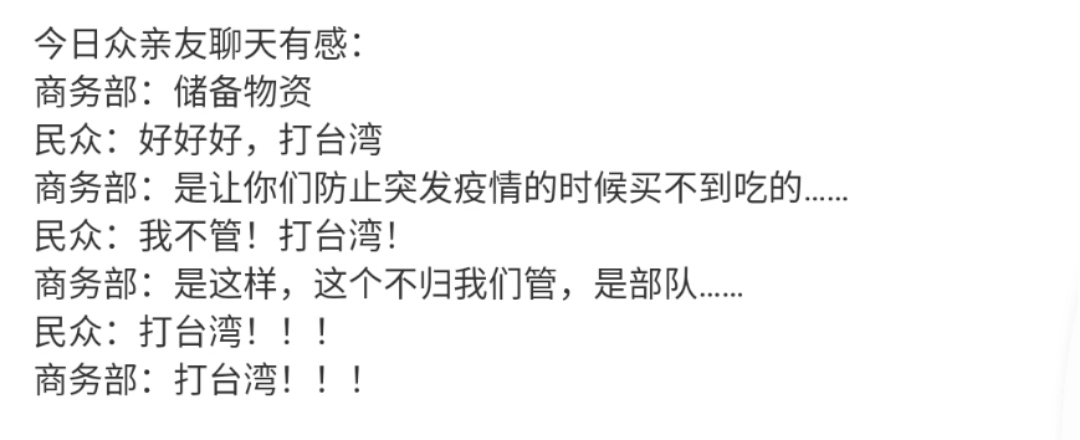 今日众亲友聊天有感：
商务部：储备物资
民众：好好好，打台湾
商务部：是让你们防止突发疫情的时候买不到吃的……
民众：我不管！打台湾！
商务部：是这样，这个不归我们管，是部队……
民众：打台湾！！！
商务部：打台湾！！！